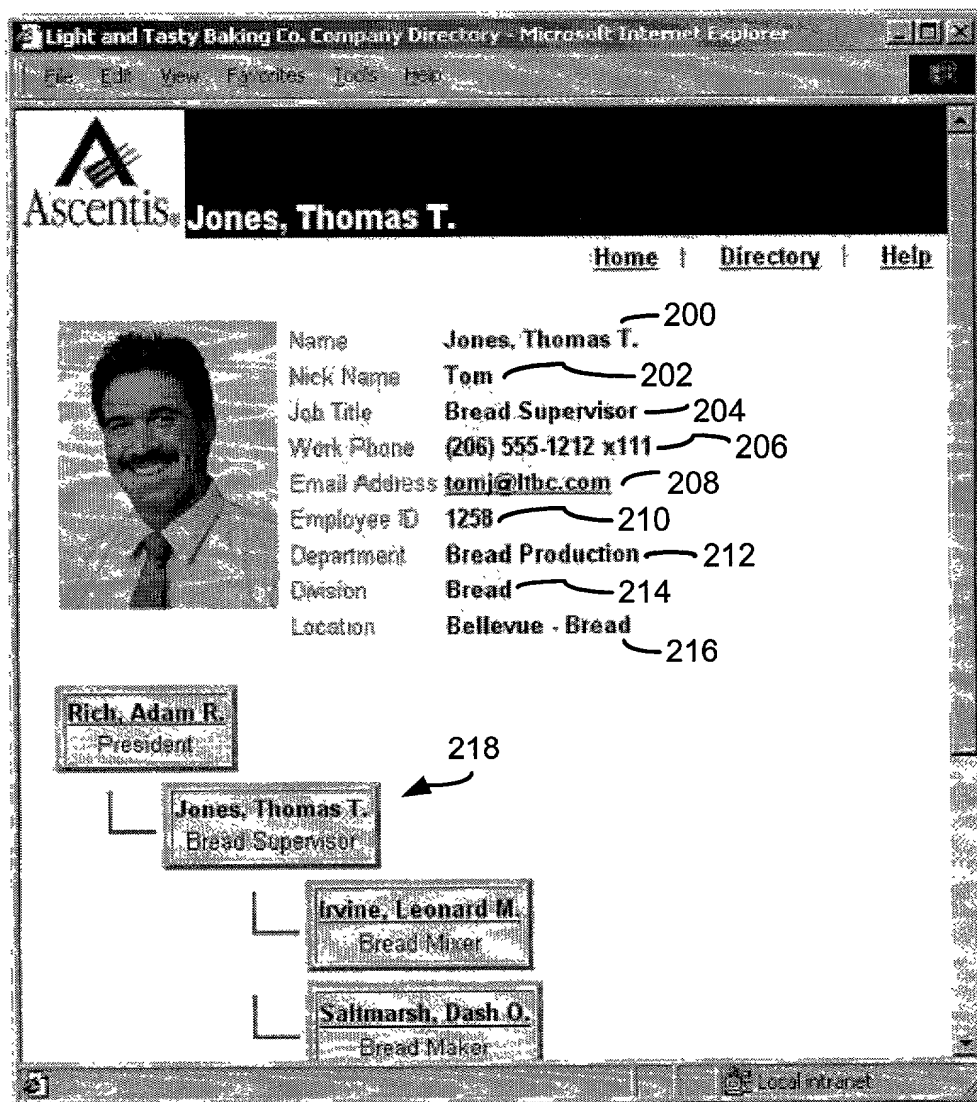 Light and Tasty Baking Co. Company Directory - Microsoft Internet Explorer
File Edit View Favorites Tools Help
Ascentis®
Jones, Thomas T.
Home | Directory | Help
200
Name Jones, Thomas T.
Nick Name Tom 202
Job Title Bread Supervisor 204
Work Phone (206) 555-1212 x111 206
Email Address tomj@ltbc.com 208
Employee ID 1258 210
Department Bread Production 212
Division Bread 214
Location Bellevue - Bread
216
Rich, Adam R.
President
218
Jones, Thomas T.
Bread Supervisor
Irvine, Leonard M.
Bread Mixer
Saltmarsh, Dash O.
Bread Maker
Local intranet